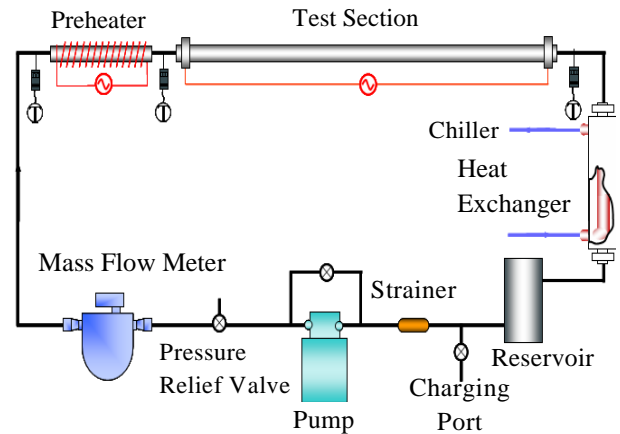 Preheater
Test Section
T
T
T
Chiller
Heat
Exchanger
Mass Flow Meter
Strainer
Pressure
Relief Valve
Reservoir
Charging
Port
Pump